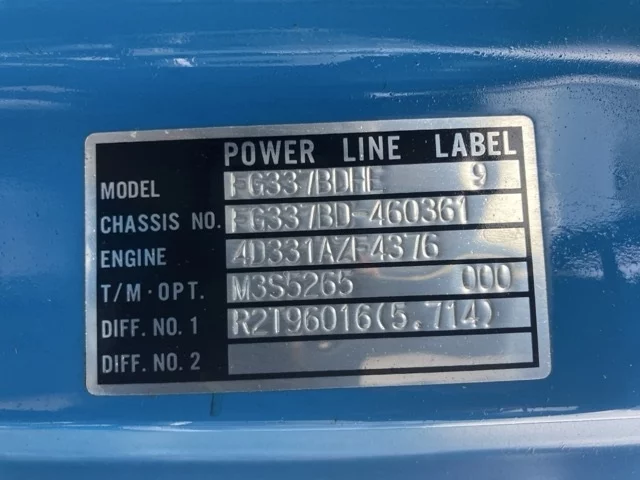 POWER LINE LABEL
MODEL FG337BDHE 9
CHASSIS NO. FG337BD-460361
ENGINE 4D331AZF4376
T/M·OPT. M3S5265 000
DIFF. NO. 1 R2T96016(5.714)
DIFF. NO. 2